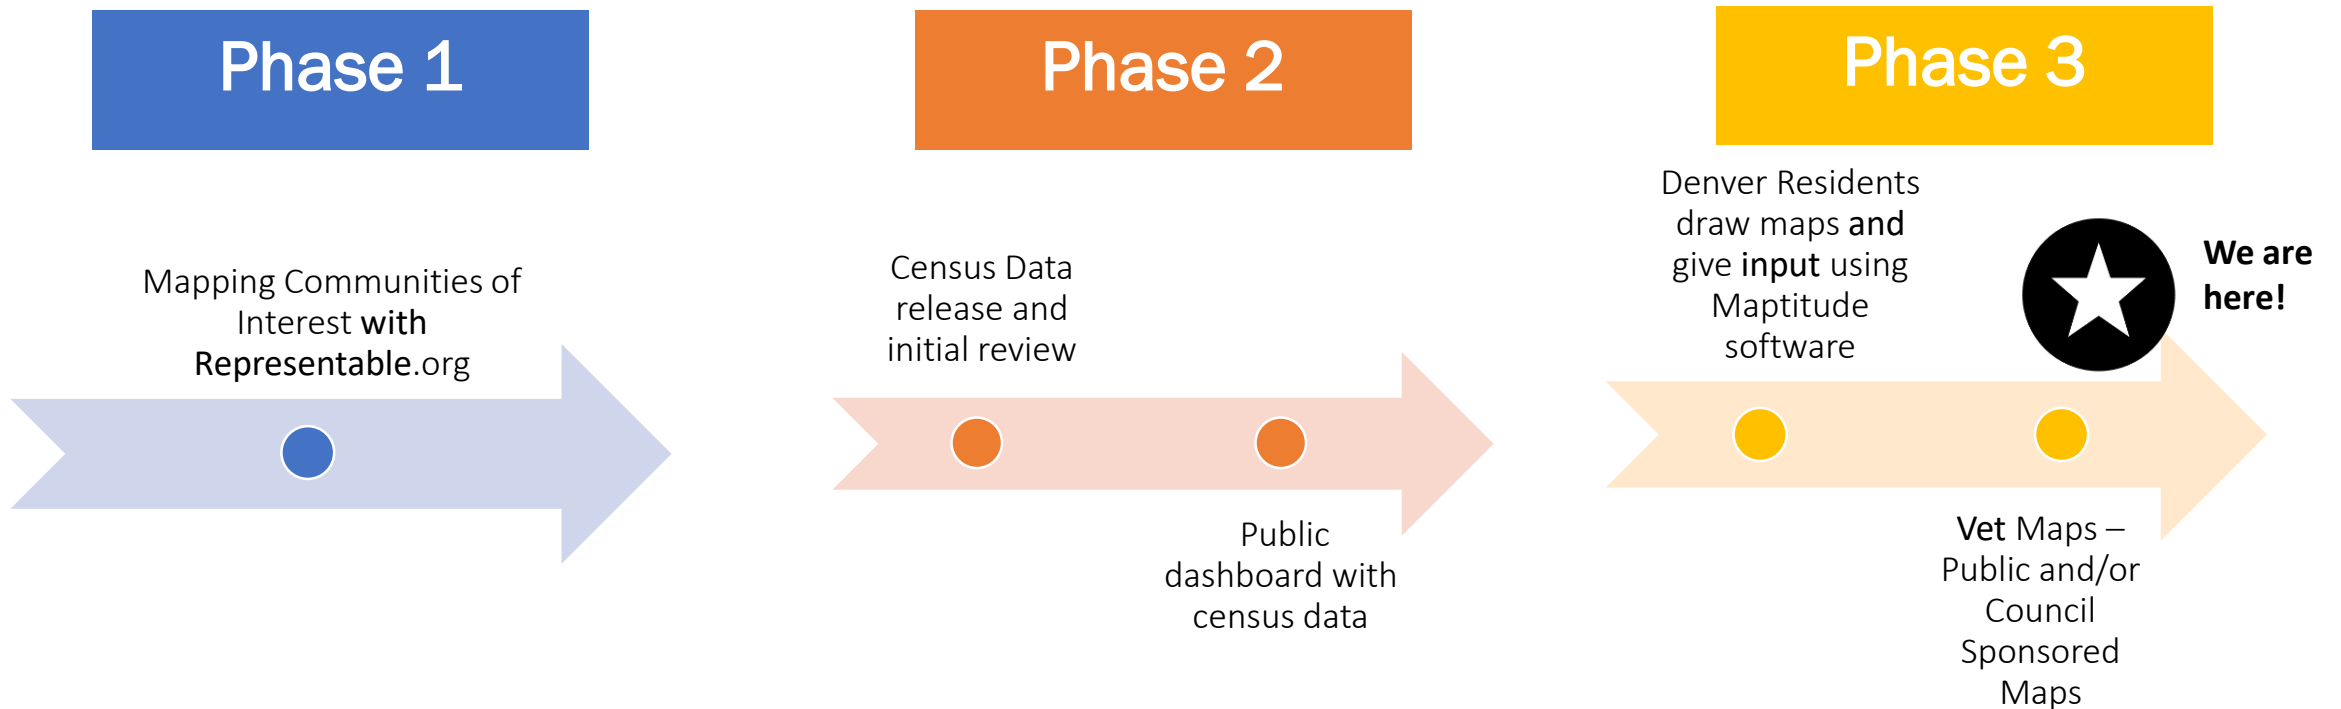 Phase 1
Mapping Communities of
Interest with
Representable.org
Phase 2
Census Data
release and
initial review
Public
dashboard with
census data
Phase 3
Denver Residents
draw maps and
give input using
Maptitude
software
We are
here!
Vet Maps –
Public and/or
Council
Sponsored
Maps